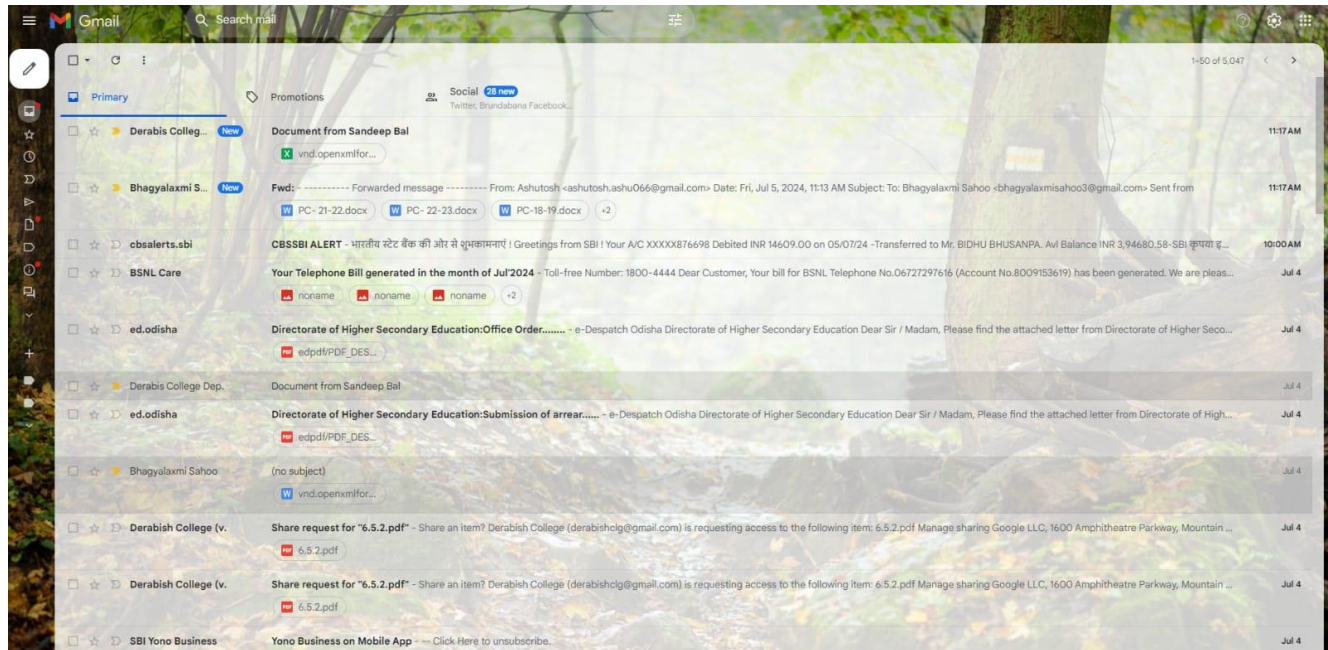 Gmail
Search mail
1–50 of 5,047
Primary
Promotions
Social 28 new
Twitter, Brundabana Facebook...
Derabis Colleg... New Document from Sandeep Bal 11:17 AM
vnd.openxmlfor...
Bhagyalaxmi S... New Fwd: - ---------- Forwarded message --------- From: Ashutosh <ashutosh.ashu066@gmail.com> Date: Fri, Jul 5, 2024, 11:13 AM Subject: To: Bhagyalaxmi Sahoo <bhagyalaxmisahoo3@gmail.com> Sent from 11:17 AM
PC- 21-22.docx PC- 22-23.docx PC-18-19.docx +2
cbsalerts.sbi CBSSBI ALERT - भारतीय स्टेट बैंक की ओर से शुभकामनाएं ! Greetings from SBI ! Your A/C XXXXX876698 Debited INR 14609.00 on 05/07/24 -Transferred to Mr. BIDHU BHUSANPA. Avl Balance INR 3,94680.58-SBI कृपया इ... 10:00 AM
BSNL Care Your Telephone Bill generated in the month of Jul'2024 - Toll-free Number: 1800-4444 Dear Customer, Your bill for BSNL Telephone No.06727297616 (Account No.8009153619) has been generated. We are pleas... Jul 4
noname noname noname +2
ed.odisha Directorate of Higher Secondary Education:Office Order........ - e-Despatch Odisha Directorate of Higher Secondary Education Dear Sir / Madam, Please find the attached letter from Directorate of Higher Seco... Jul 4
PDF edpdf/PDF_DES...
Derabis College Dep. Document from Sandeep Bal Jul 4
ed.odisha Directorate of Higher Secondary Education:Submission of arrear...... - e-Despatch Odisha Directorate of Higher Secondary Education Dear Sir / Madam, Please find the attached letter from Directorate of High... Jul 4
PDF edpdf/PDF_DES...
Bhagyalaxmi Sahoo (no subject) Jul 4
vnd.openxmlfor...
Derabish College (v. Share request for "6.5.2.pdf" - Share an item? Derabish College (derabishclg@gmail.com) is requesting access to the following item: 6.5.2.pdf Manage sharing Google LLC, 1600 Amphitheatre Parkway, Mountain ... Jul 4
PDF 6.5.2.pdf
Derabish College (v. Share request for "6.5.2.pdf" - Share an item? Derabish College (derabishclg@gmail.com) is requesting access to the following item: 6.5.2.pdf Manage sharing Google LLC, 1600 Amphitheatre Parkway, Mountain ... Jul 4
PDF 6.5.2.pdf
SBI Yono Business Yono Business on Mobile App - --- Click Here to unsubscribe. Jul 4